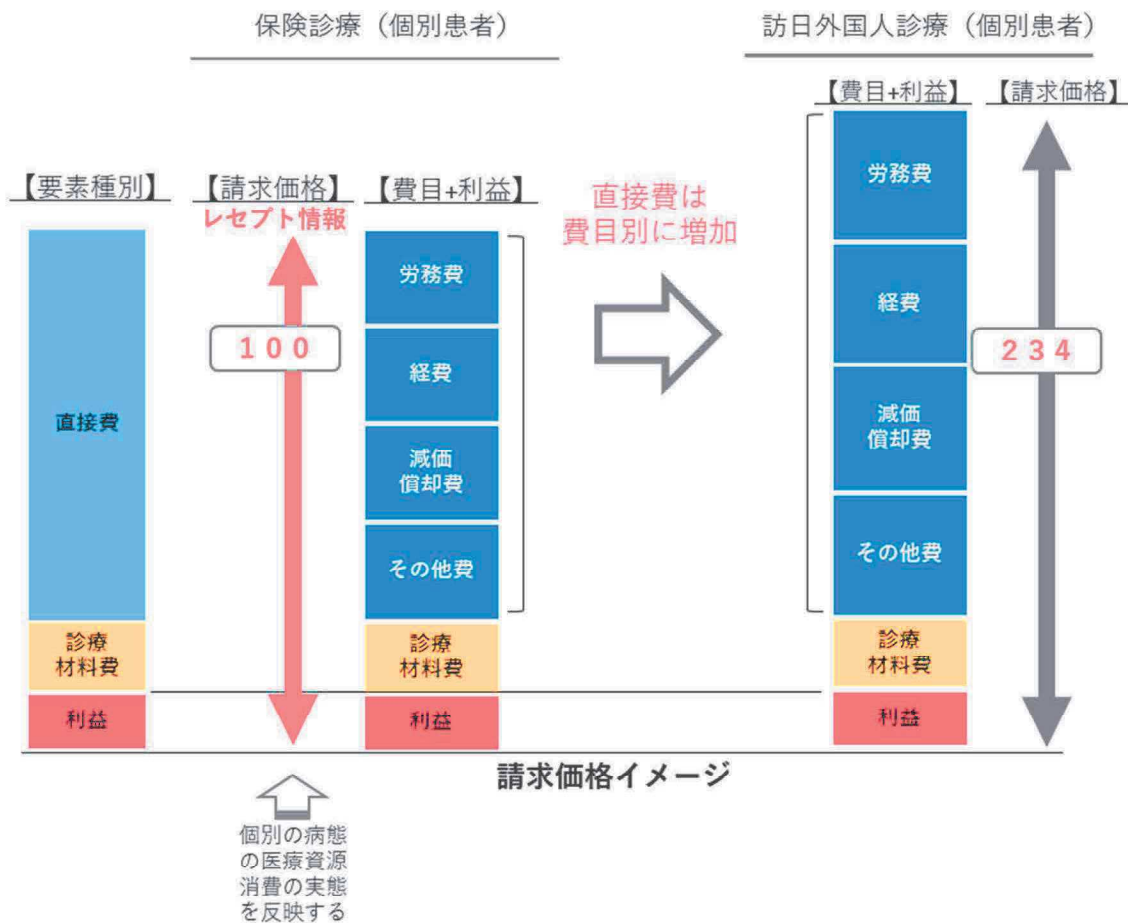 保険診療（個別患者）
訪日外国人診療（個別患者）
【費目+利益】
【請求価格】
【要素種別】
【請求価格】
【費目+利益】
レセプト情報
直接費は
費目別に増加
直接費
診療
材料費
利益
100
労務費
経費
減価
償却費
その他費
診療
材料費
利益
労務費
経費
減価
償却費
その他費
診療
材料費
利益
234
請求価格イメージ
個別の病態
の医療資源
消費の実態
を反映する